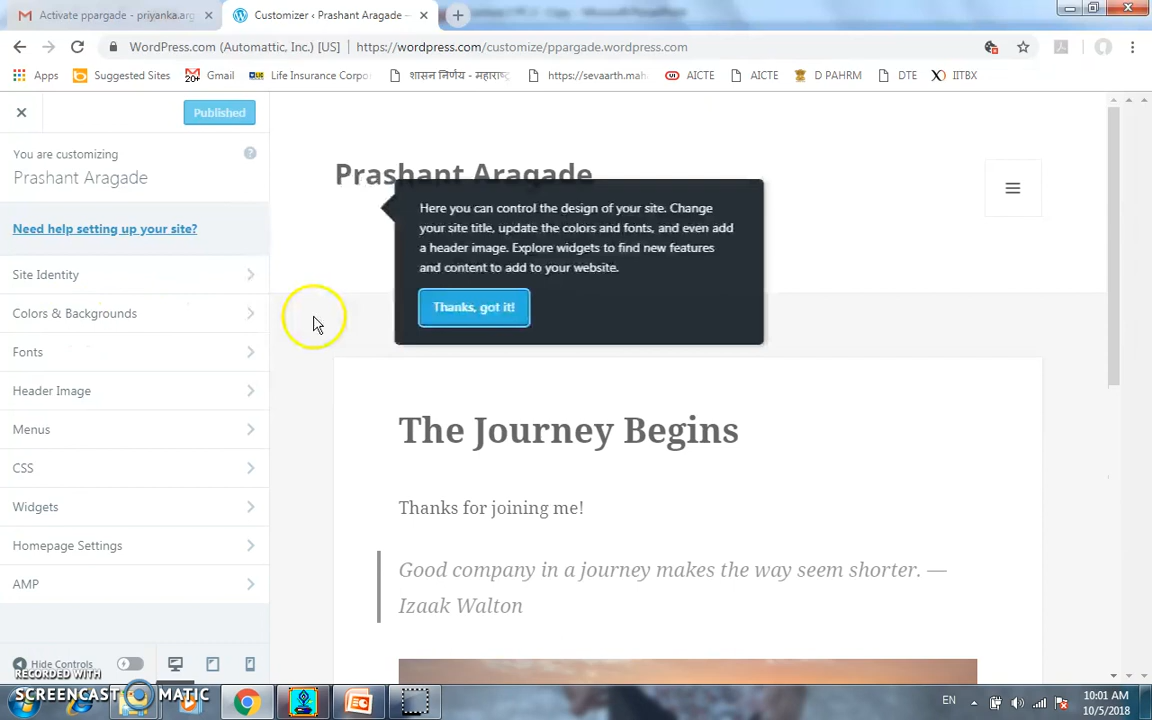 Activate ppargade - priyanka.arg
Customizer ‹ Prashant Aragade —
WordPress.com (Automattic, Inc.) [US]
https://wordpress.com/customize/ppargade.wordpress.com
Apps
Suggested Sites
20+
Gmail
Life Insurance Corpo
शासन निर्णय - महाराष्ट्र
https://sevaarth.mah
AICTE
AICTE
D PAHRM
DTE
IITBX
Published
You are customizing
Prashant Aragade
Need help setting up your site?
Site Identity
Colors & Backgrounds
Fonts
Header Image
Menus
CSS
Widgets
Homepage Settings
AMP
Hide Controls
Prashant Aragade
Here you can control the design of your site. Change
your site title, update the colors and fonts, and even add
a header image. Explore widgets to find new features
and content to add to your website.
Thanks, got it!
The Journey Begins
Thanks for joining me!
Good company in a journey makes the way seem shorter. —
Izaak Walton
RECORDED WITH
SCREENCAST MATIC
EN
10:01 AM
10/5/2018